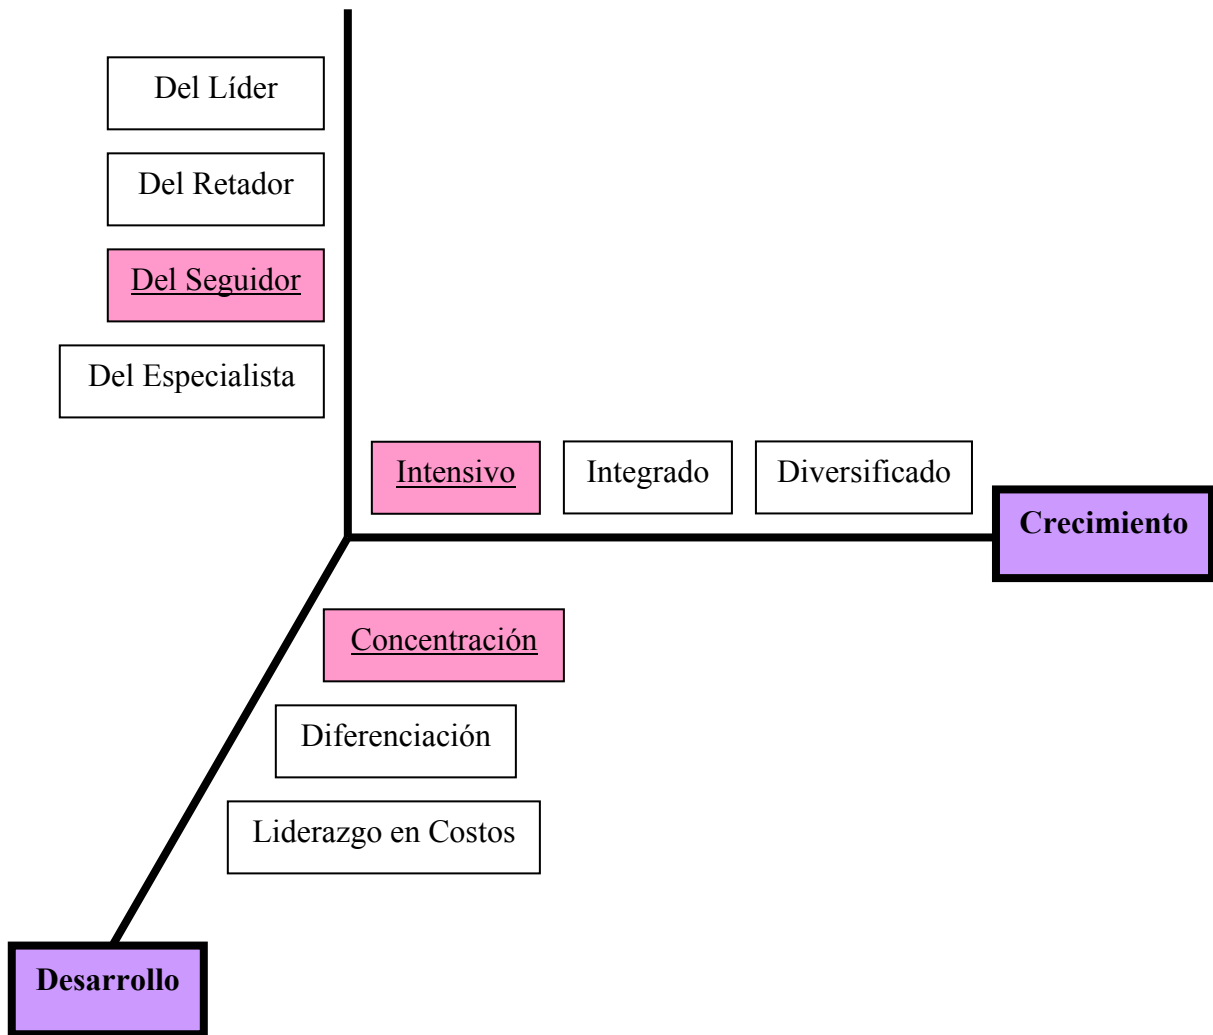 Del Líder
Del Retador
Del Seguidor
Del Especialista
Intensivo
Integrado
Diversificado
Crecimiento
Concentración
Diferenciación
Liderazgo en Costos
Desarrollo